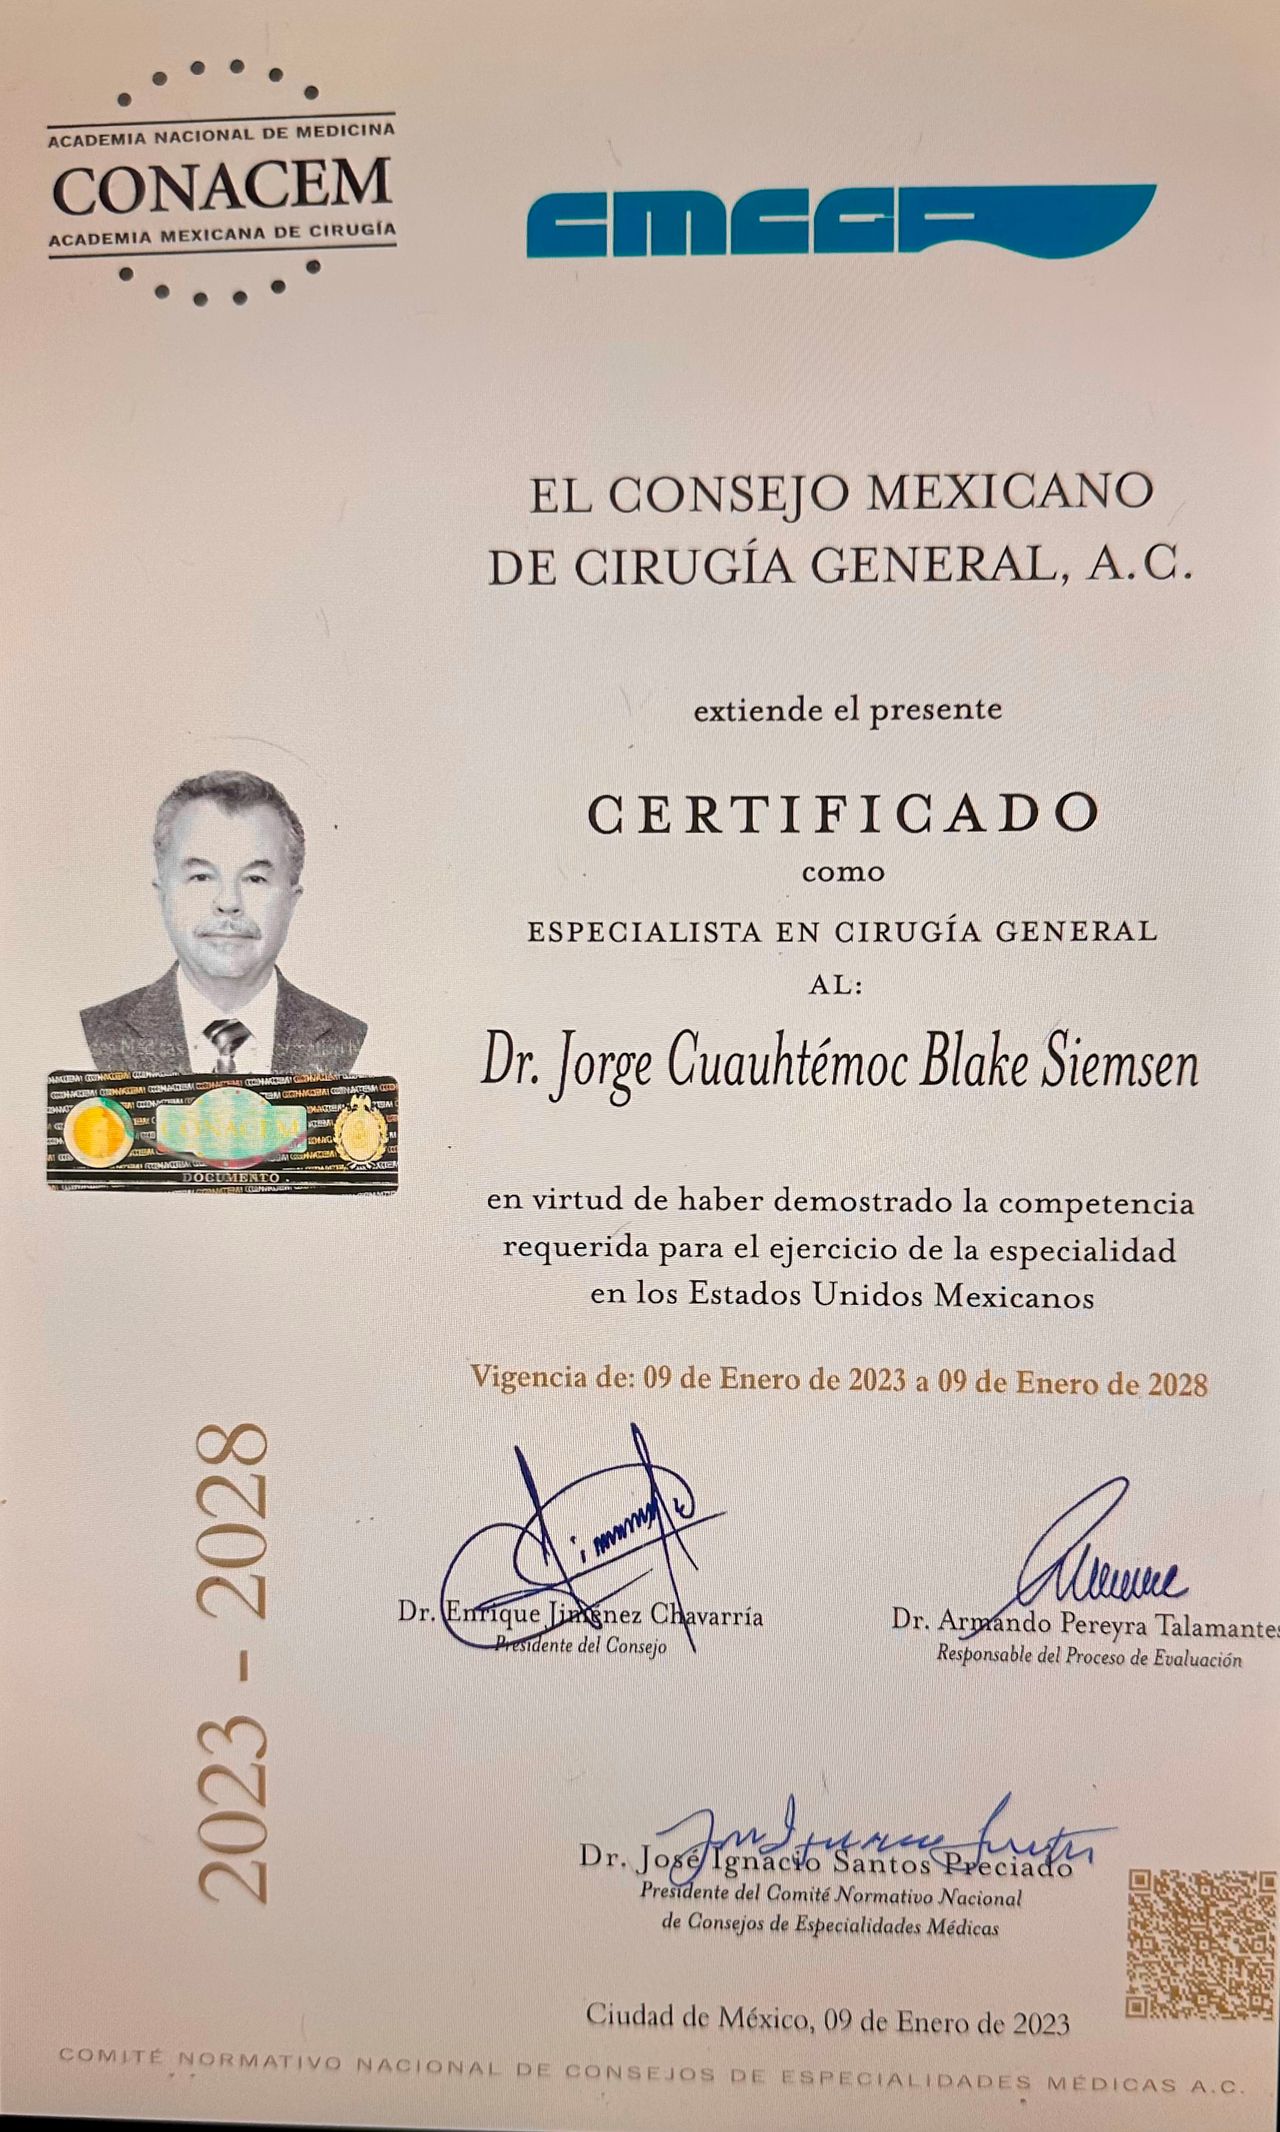 ACADEMIA NACIONAL DE MEDICINA
CONACEM
ACADEMIA MEXICANA DE CIRUGÍA
CMCG
EL CONSEJO MEXICANO
DE CIRUGÍA GENERAL, A.C.
extiende el presente
CERTIFICADO
como
ESPECIALISTA EN CIRUGÍA GENERAL
AL:
Dr. Jorge Cuauhtémoc Blake Siemsen
CONACEM
DOCUMENTO
en virtud de haber demostrado la competencia
requerida para el ejercicio de la especialidad
en los Estados Unidos Mexicanos
Vigencia de: 09 de Enero de 2023 a 09 de Enero de 2028
2023 - 2028
Dr. Enrique Jiménez Chavarría
Presidente del Consejo
Dr. Armando Pereyra Talamantes
Responsable del Proceso de Evaluación
Dr. José Ignacio Santos Preciado
Presidente del Comité Normativo Nacional
de Consejos de Especialidades Médicas
Ciudad de México, 09 de Enero de 2023
COMITÉ NORMATIVO NACIONAL DE CONSEJOS DE ESPECIALIDADES MÉDICAS A.C.